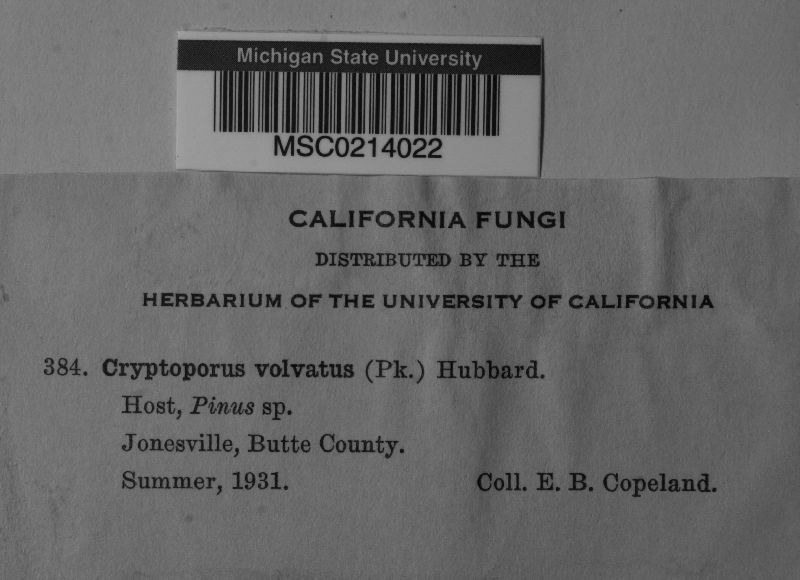 Michigan State University
MSC0214022
CALIFORNIA FUNGI
DISTRIBUTED BY THE
HERBARIUM OF THE UNIVERSITY OF CALIFORNIA
384. Cryptoporus volvatus (Pk.) Hubbard.
Host, Pinus sp.
Jonesville, Butte County.
Summer, 1931. Coll. E. B. Copeland.